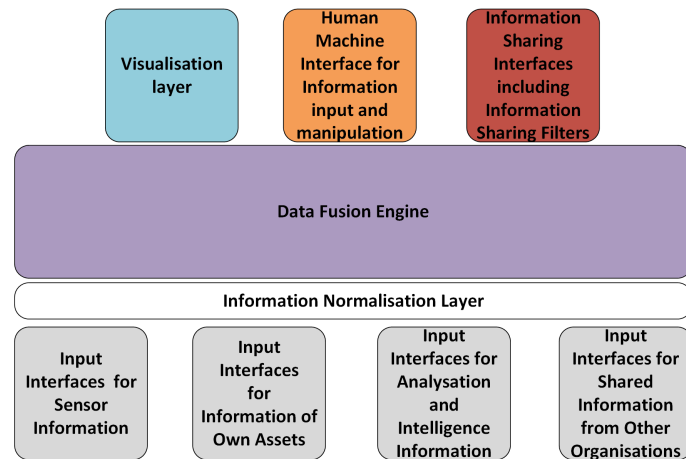 Visualisation
layer
Human
Machine
Interface for
Information
input and
manipulation
Information
Sharing
Interfaces
including
Information
Sharing Filters
Data Fusion Engine
Information Normalisation Layer
Input
Interfaces for
Sensor
Information
Input
Interfaces
for
Information of
Own Assets
Input
Interfaces for
Analysation
and
Intelligence
Information
Input
Interfaces for
Shared
Information
from Other
Organisations